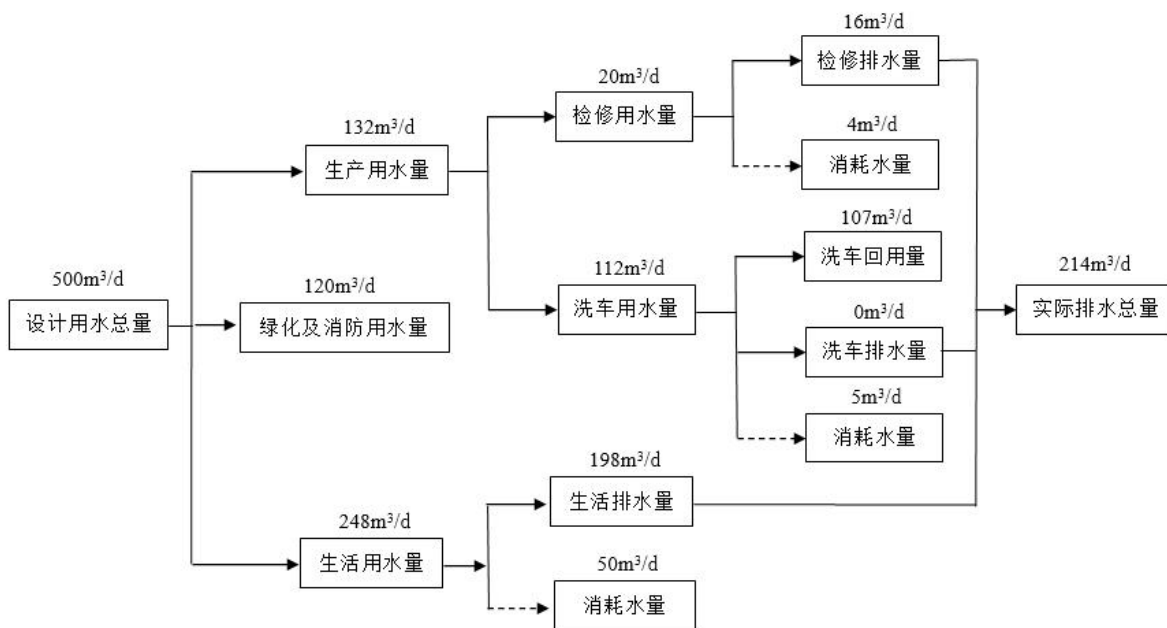 16m³/d
检修排水量
20m³/d
检修用水量
4m³/d
消耗水量
132m³/d
生产用水量
107m³/d
洗车回用量
112m³/d
洗车用水量
500m³/d
设计用水总量
120m³/d
绿化及消防用水量
0m³/d
洗车排水量
214m³/d
实际排水总量
5m³/d
消耗水量
198m³/d
生活排水量
248m³/d
生活用水量
50m³/d
消耗水量